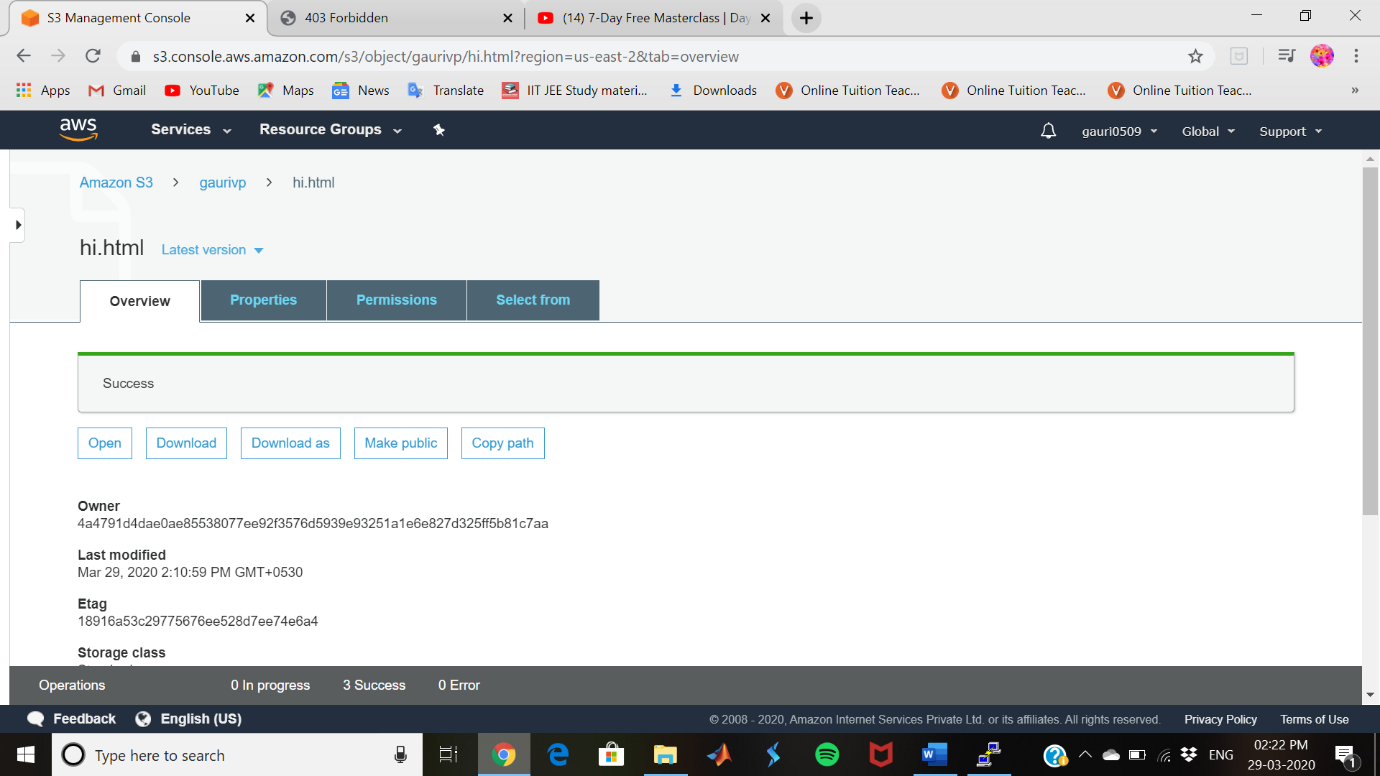 S3 Management Console
403 Forbidden
(14) 7-Day Free Masterclass | Day
s3.console.aws.amazon.com/s3/object/gaurivp/hi.html?region=us-east-2&tab=overview
Apps Gmail YouTube Maps News Translate IIT JEE Study materi... Downloads Online Tuition Teac... Online Tuition Teac... Online Tuition Teac... »
aws Services Resource Groups gauri0509 Global Support
Amazon S3 > gaurivp > hi.html
hi.html Latest version
Overview Properties Permissions Select from
Success
Open Download Download as Make public Copy path
Owner
4a4791d4dae0ae85538077ee92f3576d5939e93251a1e6e827d325ff5b81c7aa
Last modified
Mar 29, 2020 2:10:59 PM GMT+0530
Etag
18916a53c29775676ee528d7ee74e6a4
Storage class
Operations 0 In progress 3 Success 0 Error
Feedback English (US) © 2008 - 2020, Amazon Internet Services Private Ltd. or its affiliates. All rights reserved. Privacy Policy Terms of Use
Type here to search ENG 02:22 PM
29-03-2020 1